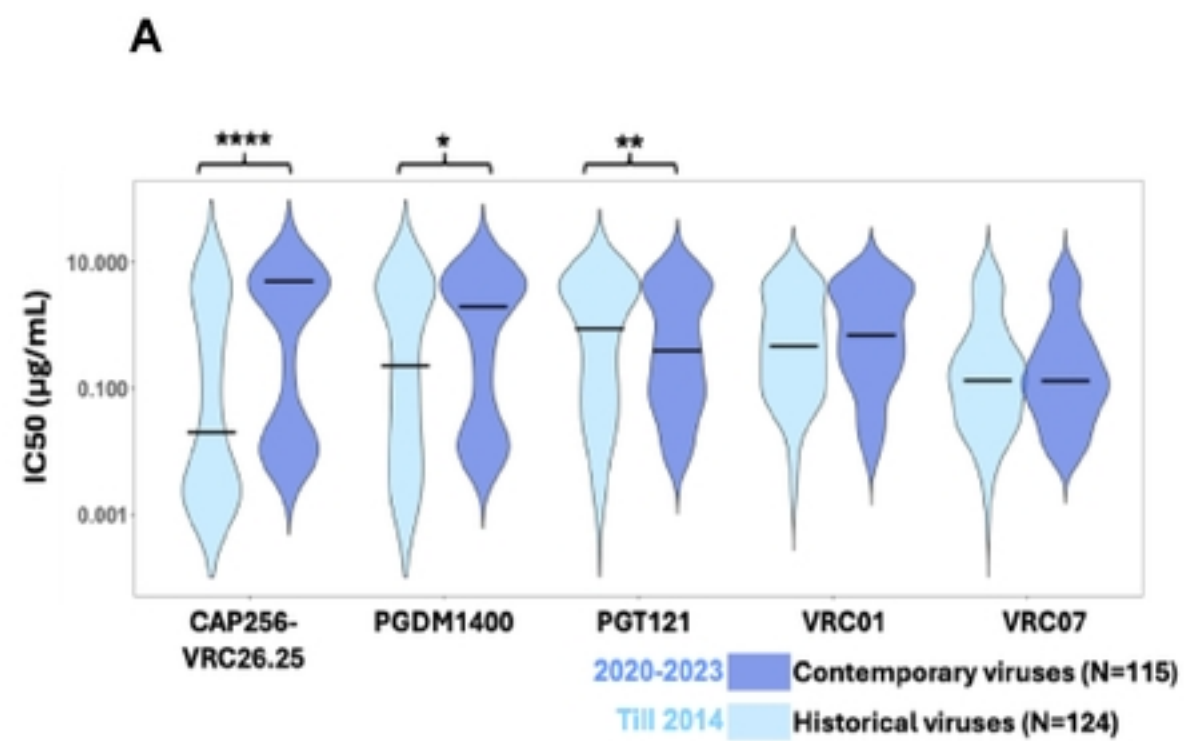 A
**** * **
10.000
0.100
0.001
IC50 (µg/mL)
CAP256-
VRC26.25
PGDM1400
PGT121
VRC01
VRC07
2020-2023 Contemporary viruses (N=115)
Till 2014 Historical viruses (N=124)